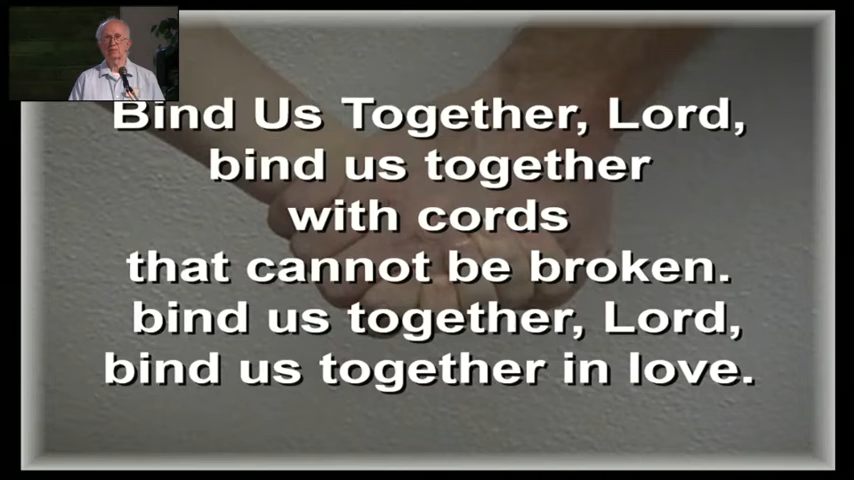 Bind Us Together, Lord,
bind us together
with cords
that cannot be broken.
bind us together, Lord,
bind us together in love.